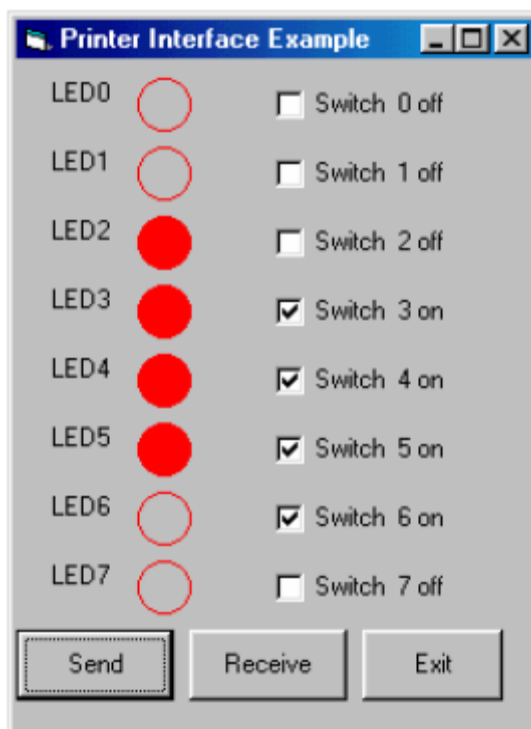 Printer Interface Example
LED0 Switch 0 off
LED1 Switch 1 off
LED2 Switch 2 off
LED3 Switch 3 on
LED4 Switch 4 on
LED5 Switch 5 on
LED6 Switch 6 on
LED7 Switch 7 off
Send Receive Exit